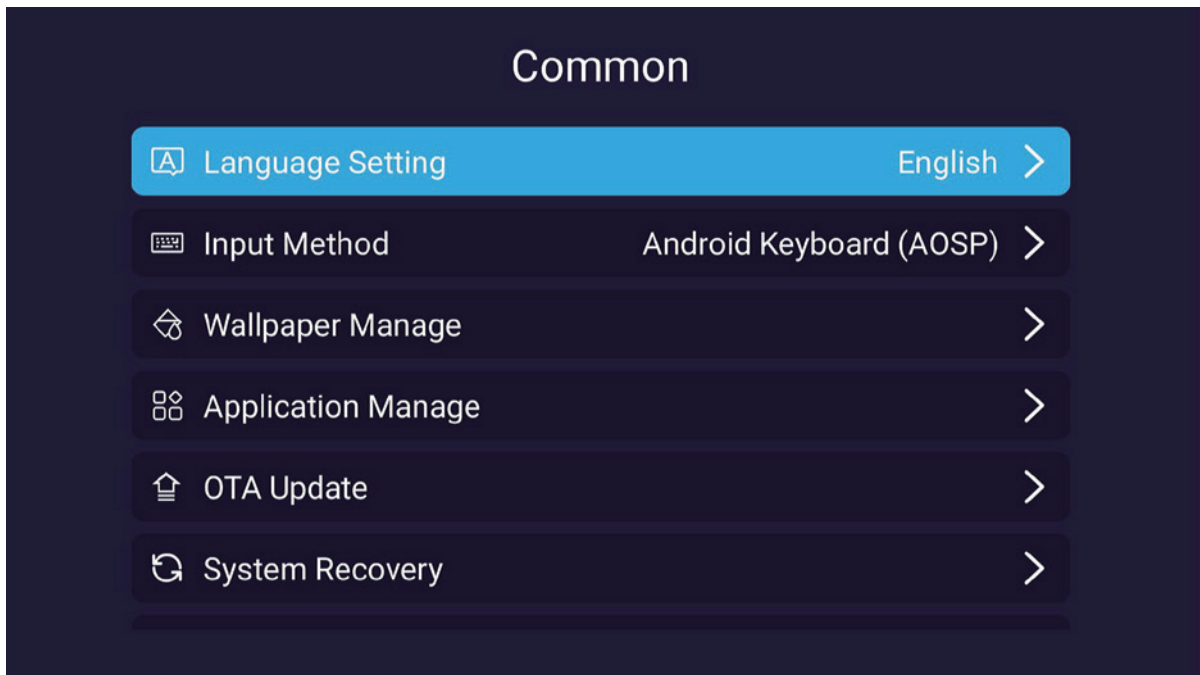 Common
Language Setting English
Input Method Android Keyboard (AOSP)
Wallpaper Manage
Application Manage
OTA Update
System Recovery